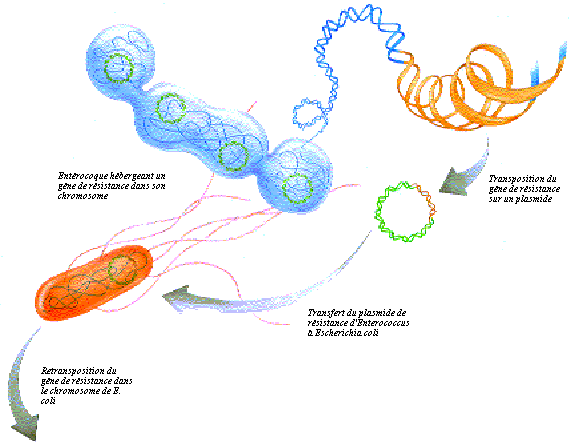 Entérocoque hébergeant un
gène de résistance dans son
chromosome
Transposition du
gène de résistance
sur un plasmide
Transfert du plasmide de
résistance d'Enterococcus
à Escherichia coli
Retransposition du
gène de résistance dans
le chromosome de E.
coli